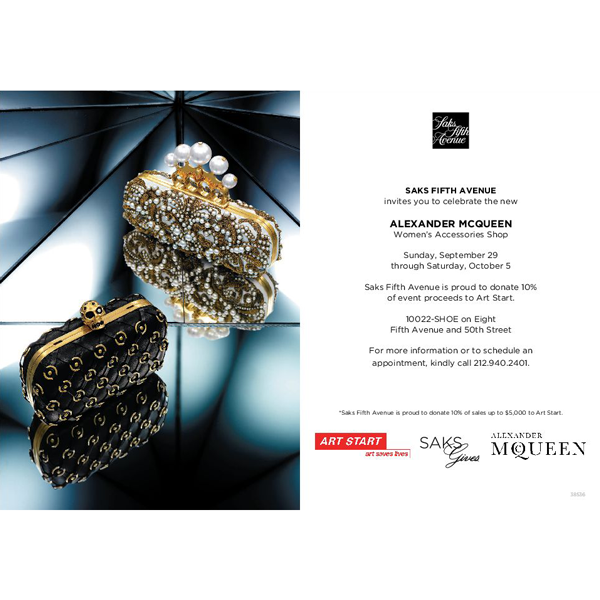 Saks
Fifth
Avenue
SAKS FIFTH AVENUE
invites you to celebrate the new
ALEXANDER MCQUEEN
Women's Accessories Shop
Sunday, September 29
through Saturday, October 5
Saks Fifth Avenue is proud to donate 10%
of event proceeds to Art Start.
10022-SHOE on Eight
Fifth Avenue and 50th Street
For more information or to schedule an
appointment, kindly call 212.940.2401.
*Saks Fifth Avenue is proud to donate 10% of sales up to $5,000 to Art Start.
ART START
art saves lives
SAKS
Gives
ALEXANDER
MCQUEEN